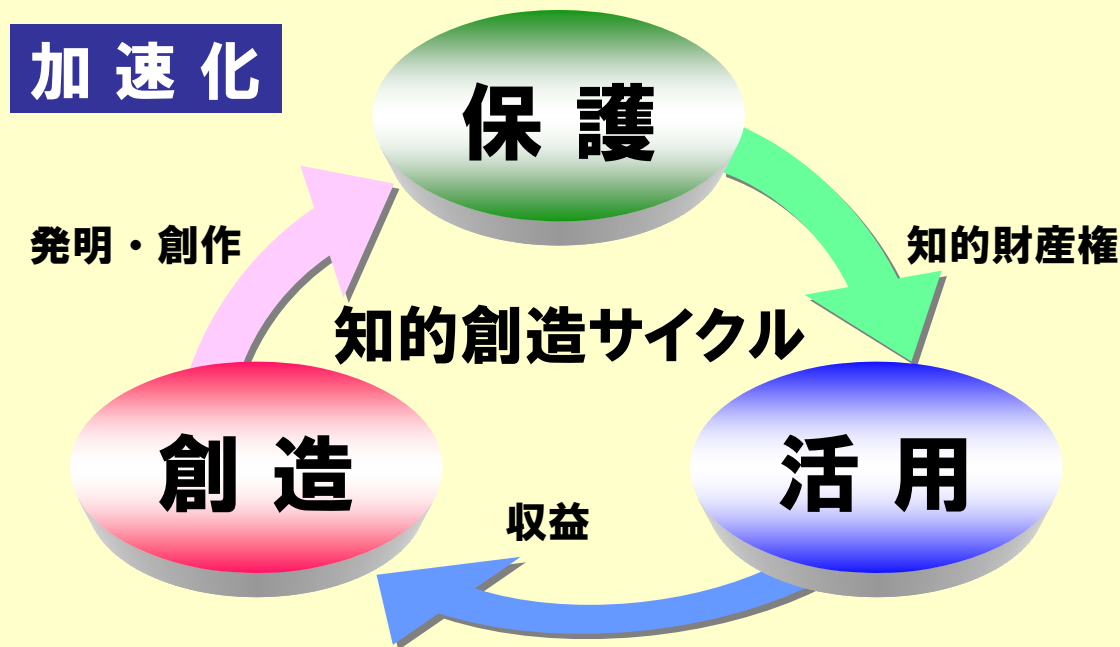 加速化
保護
発明・創作
知的財産権
知的創造サイクル
創造
活用
収益